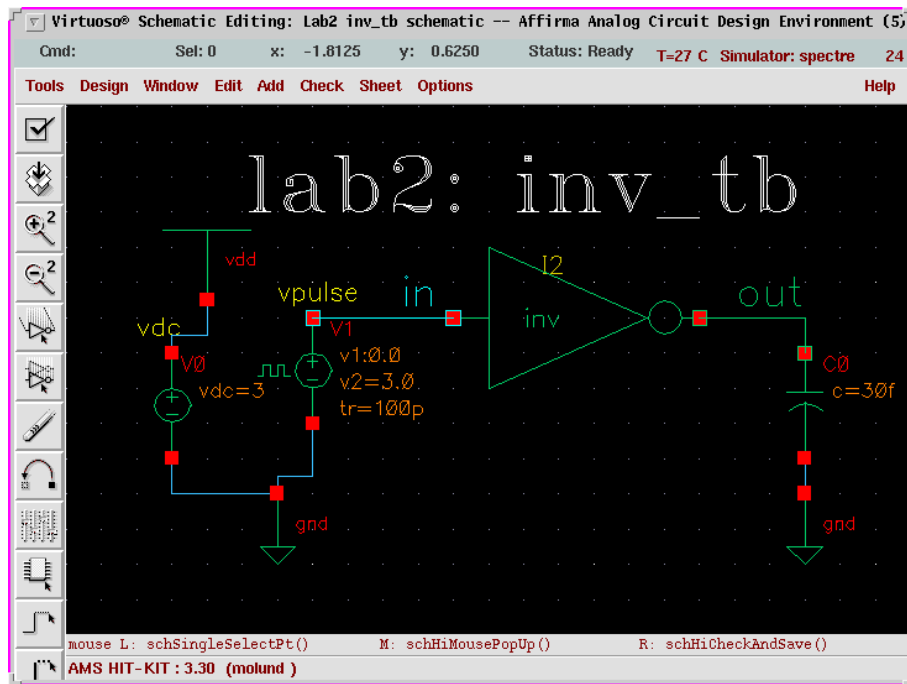 Virtuoso® Schematic Editing: Lab2 inv_tb schematic -- Affirma Analog Circuit Design Environment (5)
Cmd: Sel: 0 x: -1.8125 y: 0.6250 Status: Ready T=27 C Simulator: spectre 24
Tools Design Window Edit Add Check Sheet Options Help
lab2: inv_tb
2
2
vdd
vdc
V0
vdc=3
vpulse
V1
v1:0.0
v2=3.0
tr=100p
in
I2
inv
out
C0
c=30f
gnd
gnd
mouse L: schSingleSelectPt() M: schHiMousePopUp() R: schHiCheckAndSave()
AMS HIT-KIT : 3.30 (molund )